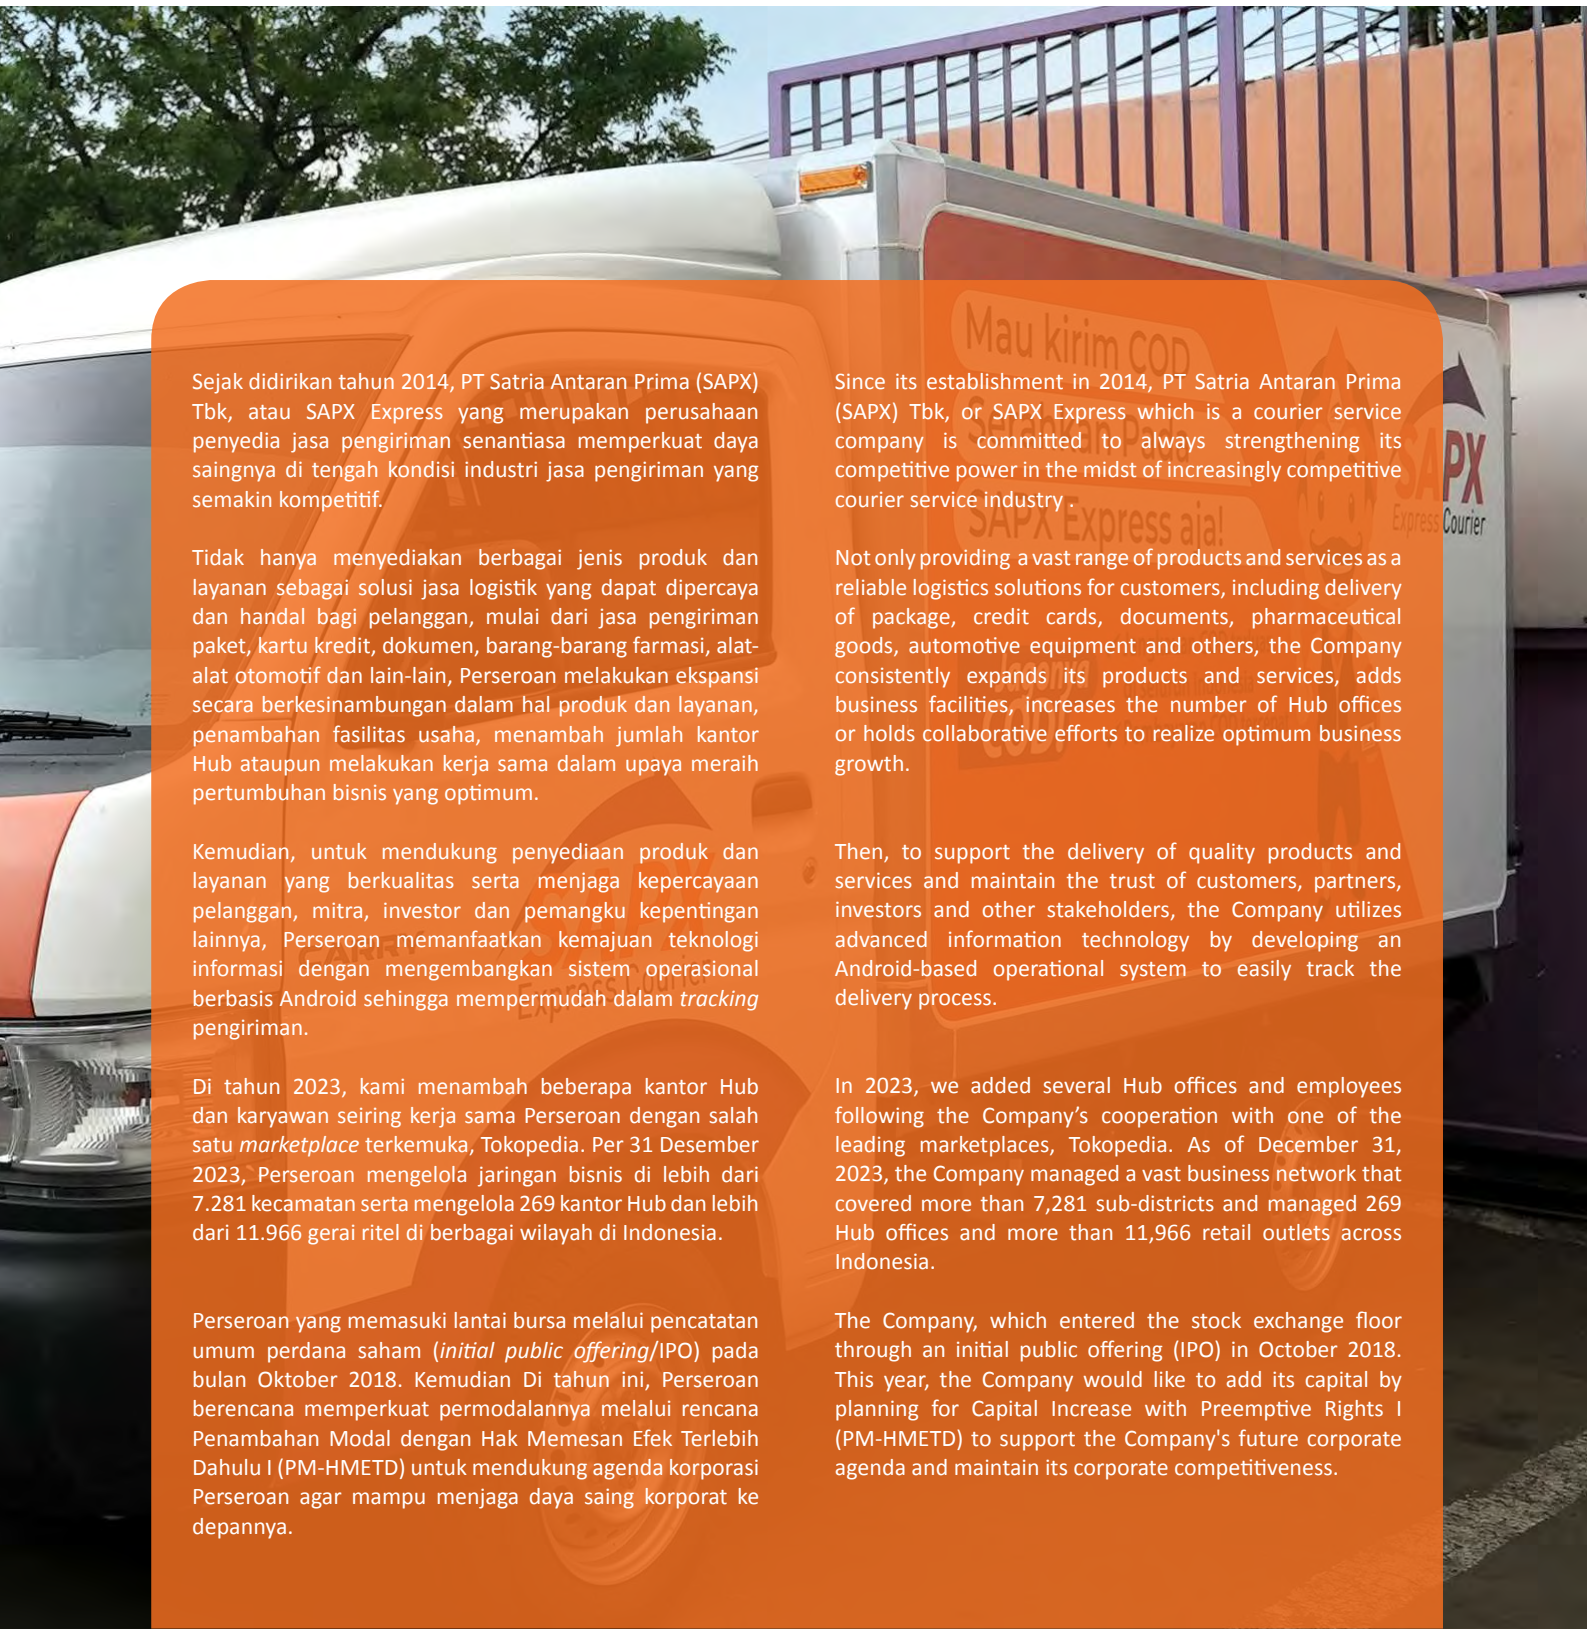 Sejak didirikan tahun 2014, PT Satria Antaran Prima (SAPX)
Tbk, atau SAPX Express yang merupakan perusahaan
penyedia jasa pengiriman senantiasa memperkuat daya
saingnya di tengah kondisi industri jasa pengiriman yang
semakin kompetitif.
Tidak hanya menyediakan berbagai jenis produk dan
layanan sebagai solusi jasa logistik yang dapat dipercaya
dan handal bagi pelanggan, mulai dari jasa pengiriman
paket, kartu kredit, dokumen, barang-barang farmasi, alat-
alat otomotif dan lain-lain, Perseroan melakukan ekspansi
secara berkesinambungan dalam hal produk dan layanan,
penambahan fasilitas usaha, menambah jumlah kantor
Hub ataupun melakukan kerja sama dalam upaya meraih
pertumbuhan bisnis yang optimum.
Kemudian, untuk mendukung penyediaan produk dan
layanan yang berkualitas serta menjaga kepercayaan
pelanggan, mitra, investor dan pemangku kepentingan
lainnya, Perseroan memanfaatkan kemajuan teknologi
informasi dengan mengembangkan sistem operasional
berbasis Android sehingga mempermudah dalam tracking
pengiriman.
Di tahun 2023, kami menambah beberapa kantor Hub
dan karyawan seiring kerja sama Perseroan dengan salah
satu marketplace terkemuka, Tokopedia. Per 31 Desember
2023, Perseroan mengelola jaringan bisnis di lebih dari
7.281 kecamatan serta mengelola 269 kantor Hub dan lebih
dari 11.966 gerai ritel di berbagai wilayah di Indonesia.
Perseroan yang memasuki lantai bursa melalui pencatatan
umum perdana saham (initial public offering/IPO) pada
bulan Oktober 2018. Kemudian Di tahun ini, Perseroan
berencana memperkuat permodalannya melalui rencana
Penambahan Modal dengan Hak Memesan Efek Terlebih
Dahulu I (PM-HMETD) untuk mendukung agenda korporasi
Perseroan agar mampu menjaga daya saing korporat ke
depannya.
Since its establishment in 2014, PT Satria Antaran Prima
(SAPX) Tbk, or SAPX Express which is a courier service
company is committed to always strengthening its
competitive power in the midst of increasingly competitive
courier service industry .
Not only providing a vast range of products and services as a
reliable logistics solutions for customers, including delivery
of package, credit cards, documents, pharmaceutical
goods, automotive equipment and others, the Company
consistently expands its products and services, adds
business facilities, increases the number of Hub offices
or holds collaborative efforts to realize optimum business
growth.
Then, to support the delivery of quality products and
services and maintain the trust of customers, partners,
investors and other stakeholders, the Company utilizes
advanced information technology by developing an
Android-based operational system to easily track the
delivery process.
In 2023, we added several Hub offices and employees
following the Company’s cooperation with one of the
leading marketplaces, Tokopedia. As of December 31,
2023, the Company managed a vast business network that
covered more than 7,281 sub-districts and managed 269
Hub offices and more than 11,966 retail outlets across
Indonesia.
The Company, which entered the stock exchange floor
through an initial public offering (IPO) in October 2018.
This year, the Company would like to add its capital by
planning for Capital Increase with Preemptive Rights I
(PM-HMETD) to support the Company's future corporate
agenda and maintain its corporate competitiveness.
Mau kirim COD
Serahkan Pada
SAPX Express aja!
Jagonya
COD!
SAPX
Express Courier
CARRY
SAPX
Express Courier